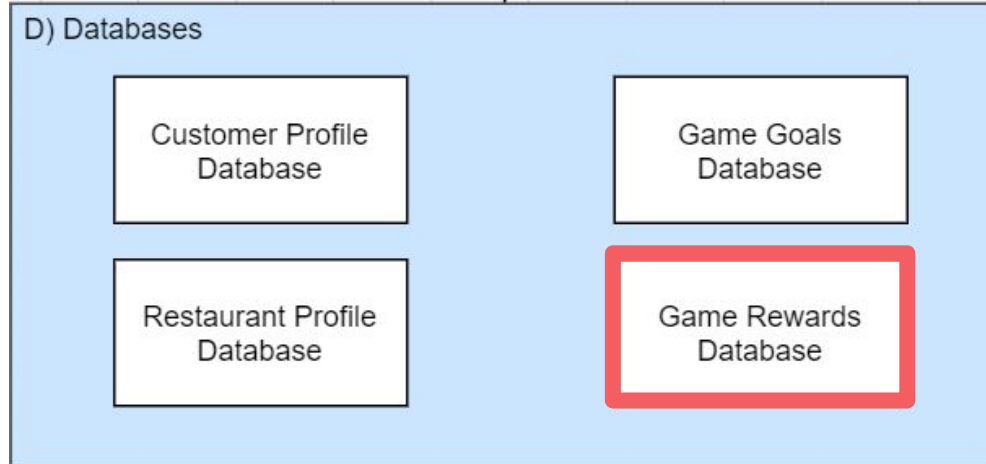 D) Databases
Customer Profile
Database
Game Goals
Database
Restaurant Profile
Database
Game Rewards
Database